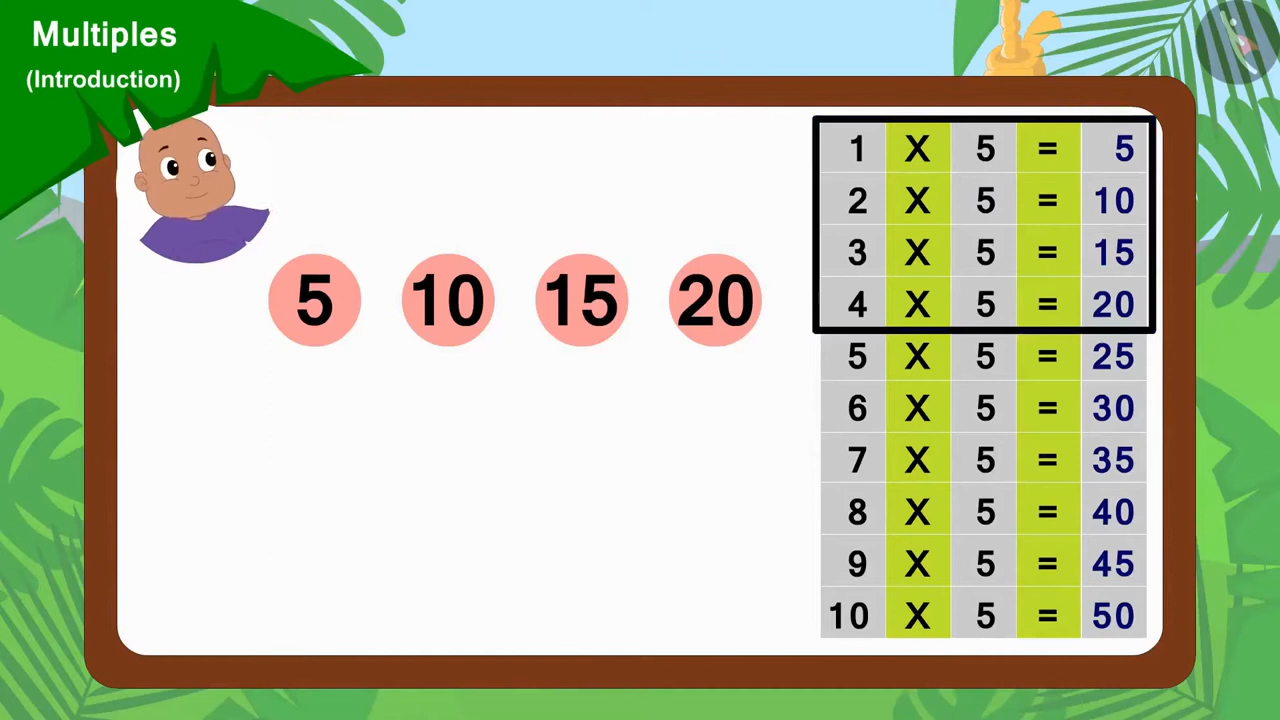 Multiples
(Introduction)
5 10 15 20
1 X 5 = 5
2 X 5 = 10
3 X 5 = 15
4 X 5 = 20
5 X 5 = 25
6 X 5 = 30
7 X 5 = 35
8 X 5 = 40
9 X 5 = 45
10 X 5 = 50